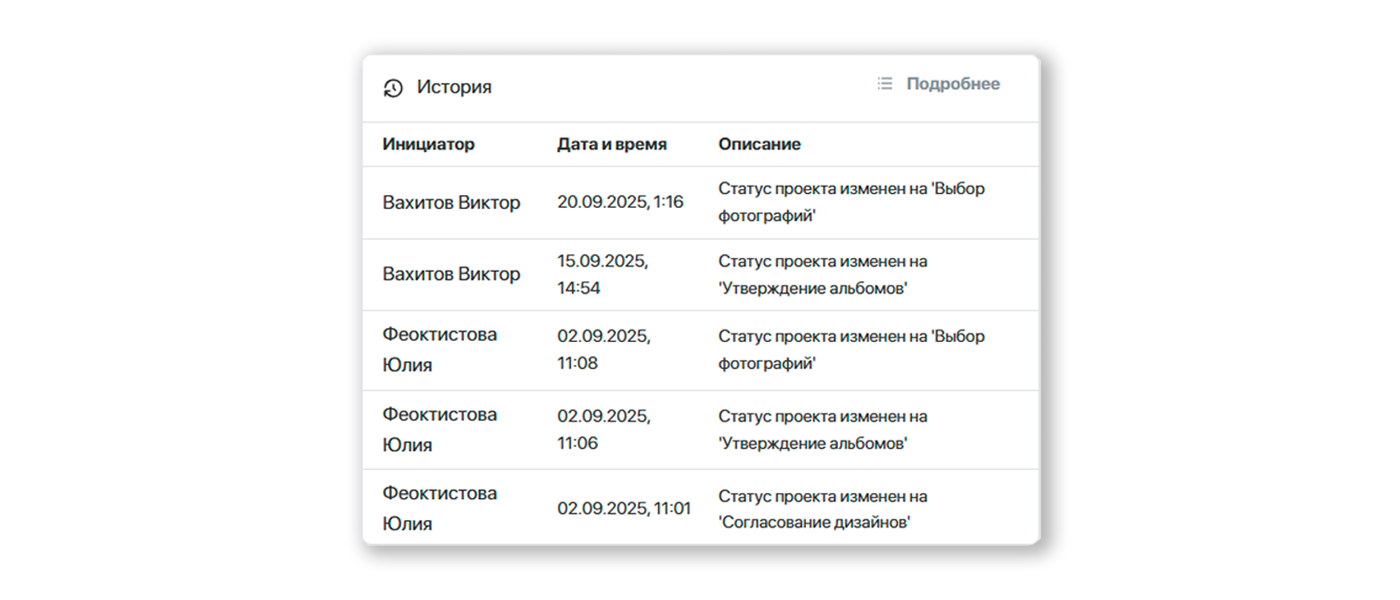 История
Подробнее
Инициатор Дата и время Описание
Вахитов Виктор 20.09.2025, 1:16 Статус проекта изменен на 'Выбор
фотографий'
Вахитов Виктор 15.09.2025,
14:54 Статус проекта изменен на
'Утверждение альбомов'
Феоктистова
Юлия 02.09.2025,
11:08 Статус проекта изменен на 'Выбор
фотографий'
Феоктистова
Юлия 02.09.2025,
11:06 Статус проекта изменен на
'Утверждение альбомов'
Феоктистова
Юлия 02.09.2025, 11:01 Статус проекта изменен на
'Согласование дизайнов'